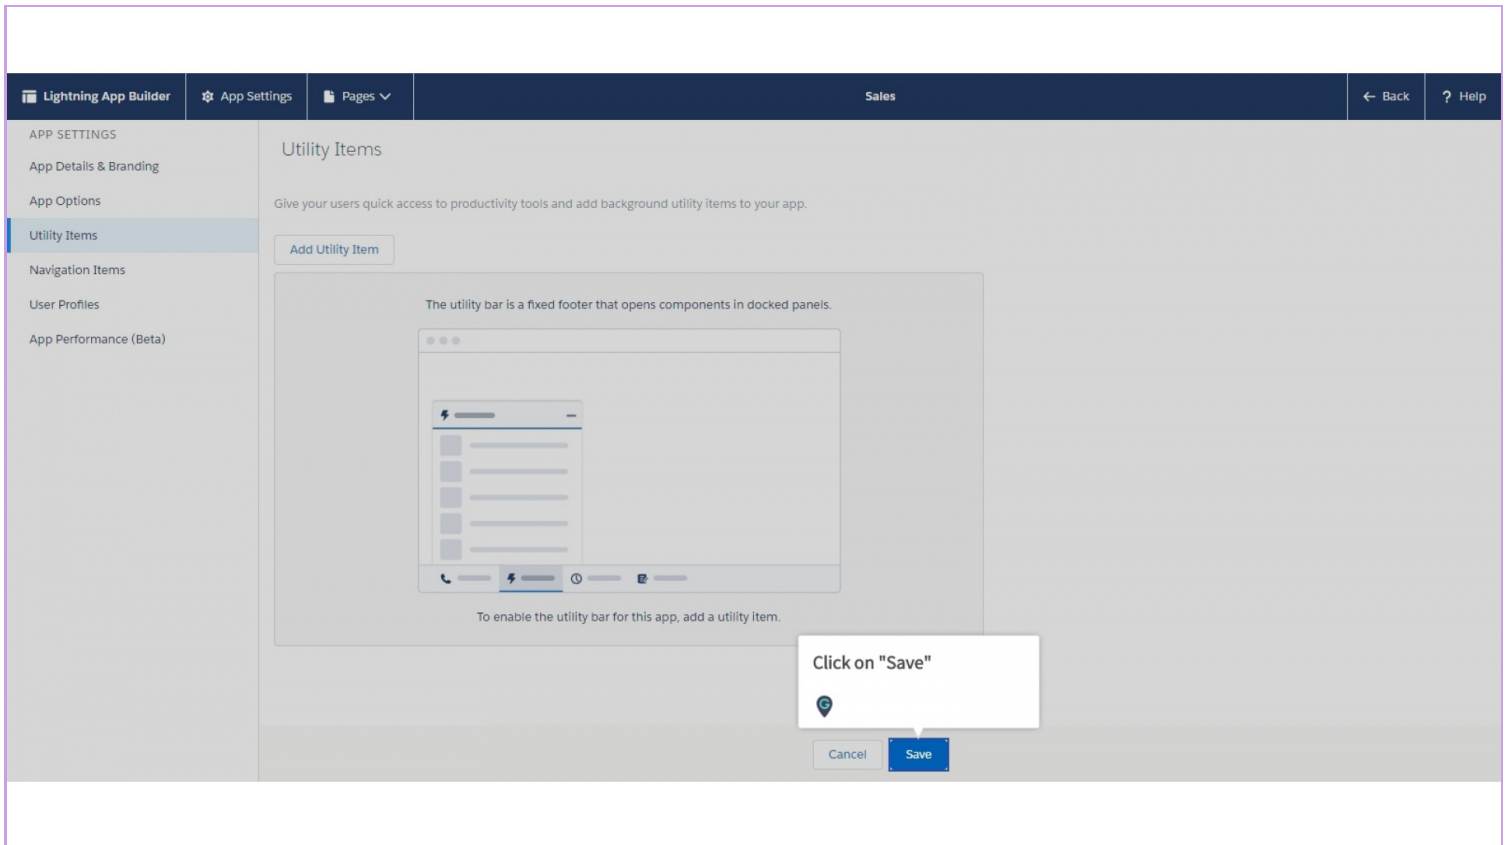 Lightning App Builder App Settings Pages Sales Back ? Help
APP SETTINGS
App Details & Branding
App Options
Utility Items
Navigation Items
User Profiles
App Performance (Beta)
Utility Items
Give your users quick access to productivity tools and add background utility items to your app.
Add Utility Item
The utility bar is a fixed footer that opens components in docked panels.
To enable the utility bar for this app, add a utility item.
Click on "Save"
G
Cancel Save